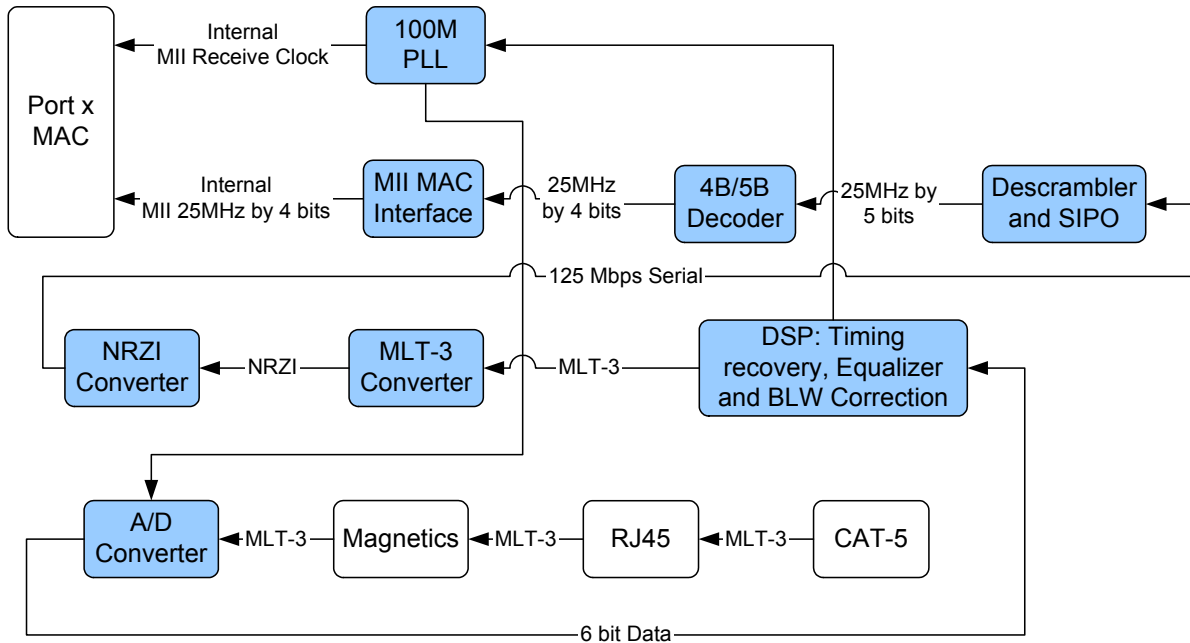 Port x
MAC
Internal
MII Receive Clock
100M
PLL
Internal
MII 25MHz by 4 bits
MII MAC
Interface
25MHz
by 4 bits
4B/5B
Decoder
25MHz by
5 bits
Descrambler
and SIPO
125 Mbps Serial
NRZI
Converter
NRZI
MLT-3
Converter
MLT-3
DSP: Timing
recovery, Equalizer
and BLW Correction
A/D
Converter
MLT-3
Magnetics
MLT-3
RJ45
MLT-3
CAT-5
6 bit Data